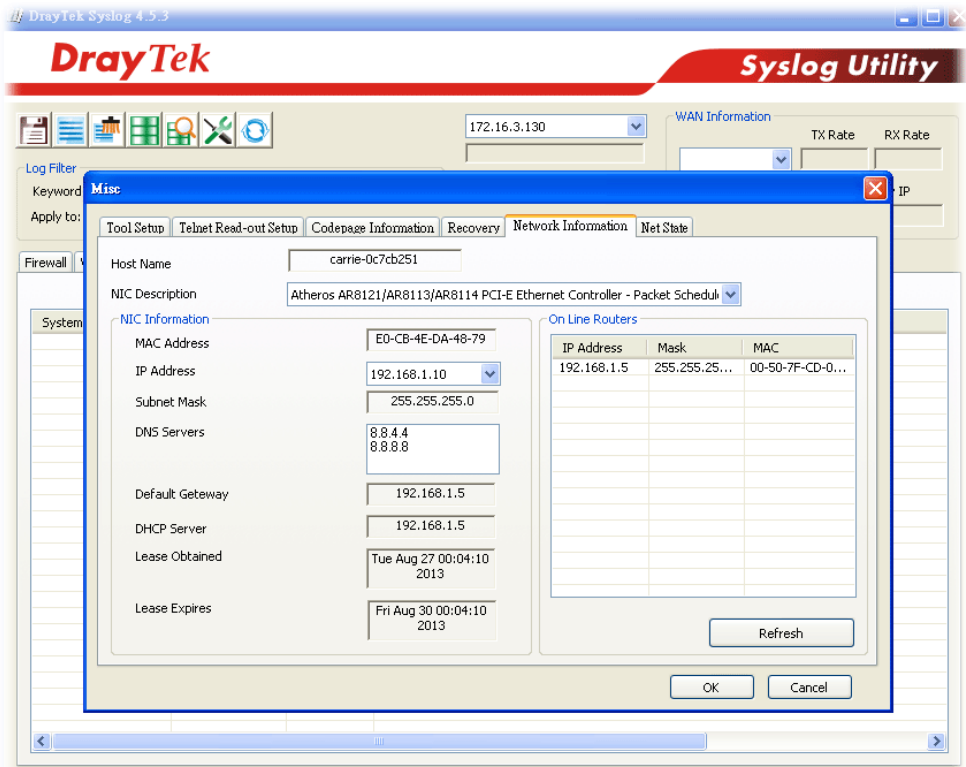 DrayTek Syslog 4.5.3
DrayTek
Syslog Utility
172.16.3.130
WAN Information
TX Rate RX Rate
Log Filter
Keyword
IP
Apply to:
Misc
Tool Setup Telnet Read-out Setup Codepage Information Recovery Network Information Net State
Firewall
Host Name carrie-0c7cb251
NIC Description Atheros AR8121/AR8113/AR8114 PCI-E Ethernet Controller - Packet Schedul
System
NIC Information
MAC Address E0-CB-4E-DA-48-79
IP Address 192.168.1.10
Subnet Mask 255.255.255.0
DNS Servers 8.8.4.4
8.8.8.8
Default Geteway 192.168.1.5
DHCP Server 192.168.1.5
Lease Obtained Tue Aug 27 00:04:10
2013
Lease Expires Fri Aug 30 00:04:10
2013
On Line Routers
IP Address Mask MAC
192.168.1.5 255.255.25... 00-50-7F-CD-0...
Refresh
OK Cancel